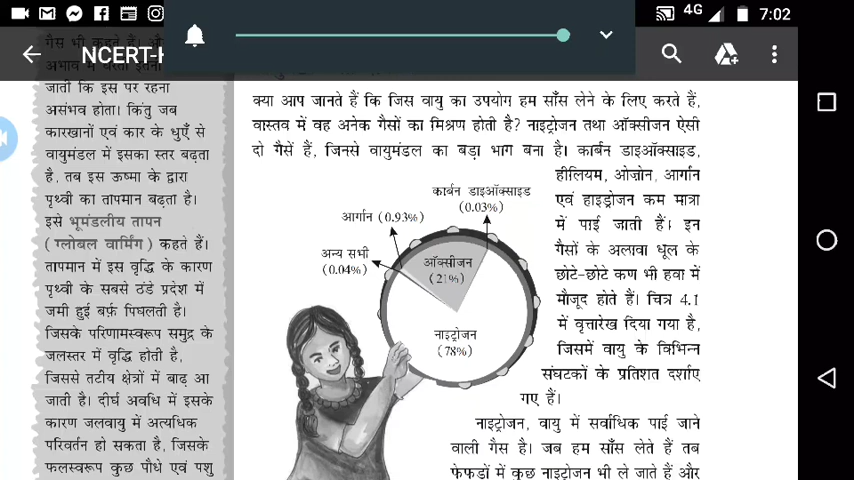 4G 7:02
NCERT-H
गैस भी कहते हैं।
अभाव में धरती इतनी
जाती कि इस पर रहना
असंभव होता। किंतु जब
कारखानों एवं कार के धुएँ से
वायुमंडल में इसका स्तर बढ़ता
है, तब इस ऊष्मा के द्वारा
पृथ्वी का तापमान बढ़ता है।
इसे भूमंडलीय तापन
(ग्लोबल वार्मिंग) कहते हैं।
तापमान में इस वृद्धि के कारण
पृथ्वी के सबसे ठंडे प्रदेश में
जमी हुई बर्फ़ पिघलती है।
जिसके परिणामस्वरूप समुद्र के
जलस्तर में वृद्धि होती है,
जिससे तटीय क्षेत्रों में बाढ़ आ
जाती है। दीर्घ अवधि में इसके
कारण जलवायु में अत्यधिक
परिवर्तन हो सकता है, जिसके
फलस्वरूप कुछ पौधे एवं पशु
क्या आप जानते हैं कि जिस वायु का उपयोग हम साँस लेने के लिए करते हैं,
वास्तव में वह अनेक गैसों का मिश्रण होती है? नाइट्रोजन तथा ऑक्सीजन ऐसी
दो गैसें हैं, जिनसे वायुमंडल का बड़ा भाग बना है। कार्बन डाइऑक्साइड,
हीलियम, ओज़ोन, आर्गान
एवं हाइड्रोजन कम मात्रा
में पाई जाती हैं। इन
गैसों के अलावा धूल के
छोटे-छोटे कण भी हवा में
मौजूद होते हैं। चित्र 4.1
में वृत्तारेख दिया गया है,
जिसमें वायु के विभिन्न
संघटकों के प्रतिशत दर्शाए
गए हैं।
कार्बन डाइऑक्साइड
(0.03%)
आर्गान (0.93%)
अन्य सभी
(0.04%)
ऑक्सीजन
(21%)
नाइट्रोजन
(78%)
नाइट्रोजन, वायु में सर्वाधिक पाई जाने
वाली गैस है। जब हम साँस लेते हैं तब
फेफड़ों में कुछ नाइट्रोजन भी ले जाते हैं और